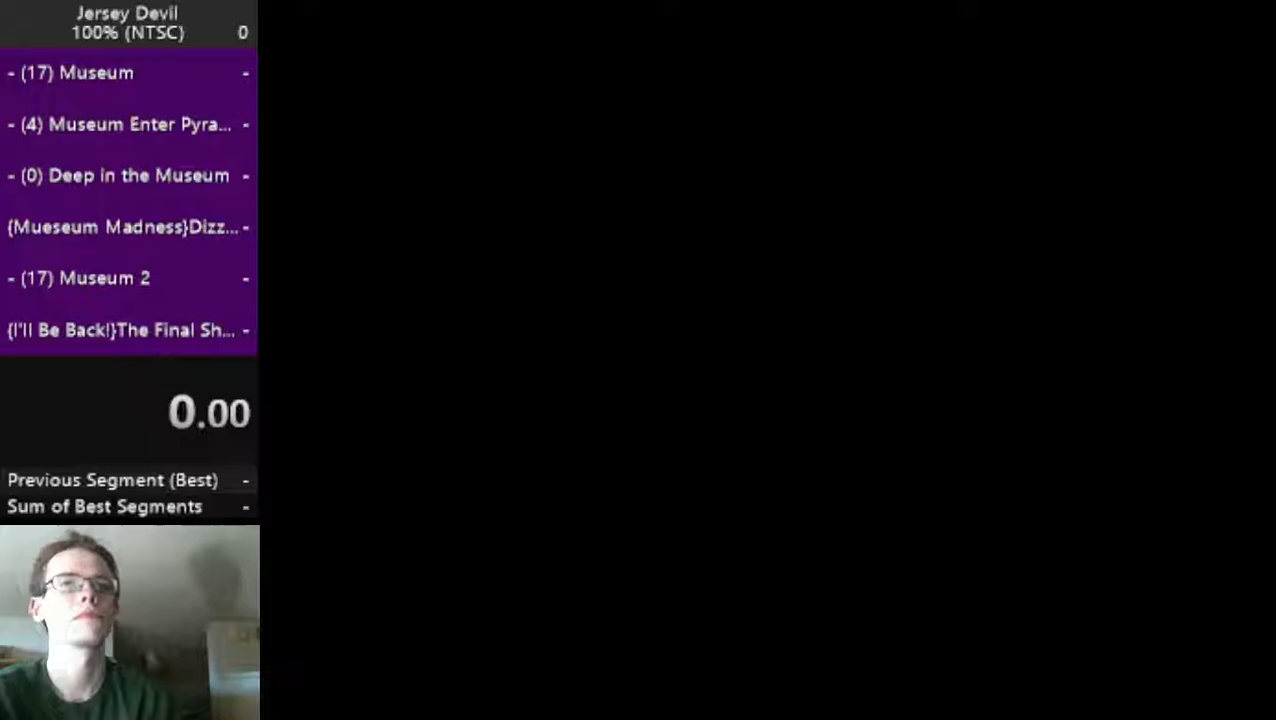 Jersey Devil
100% (NTSC) 0
- (17) Museum -
- (4) Museum Enter Pyra... -
- (0) Deep in the Museum -
{Mueseum Madness}Dizz... -
- (17) Museum 2 -
{I'll Be Back!}The Final Sh... -
0.00
Previous Segment (Best) -
Sum of Best Segments -